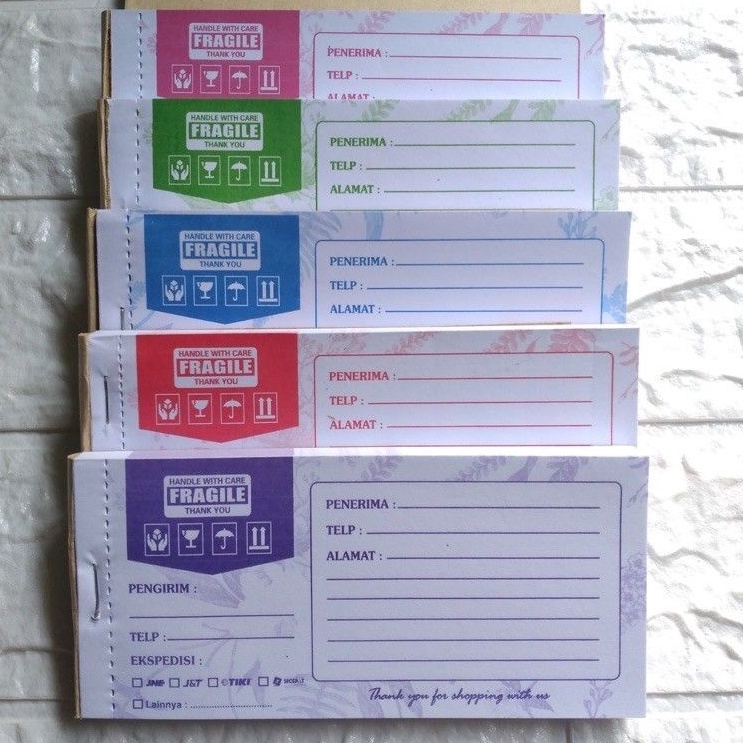 HANDLE WITH CARE
FRAGILE
THANK YOU
PENERIMA :
TELP :
ALAMAT :
HANDLE WITH CARE
FRAGILE
THANK YOU
PENERIMA :
TELP :
ALAMAT :
HANDLE WITH CARE
FRAGILE
THANK YOU
PENERIMA :
TELP :
ALAMAT :
HANDLE WITH CARE
FRAGILE
THANK YOU
PENERIMA :
TELP :
ALAMAT :
HANDLE WITH CARE
FRAGILE
THANK YOU
PENERIMA :
TELP :
ALAMAT :
PENGIRIM :
TELP :
EKSPEDISI :
JNE J&T TIKI SICEPAT
Lainnya :
Thank you for shopping with us